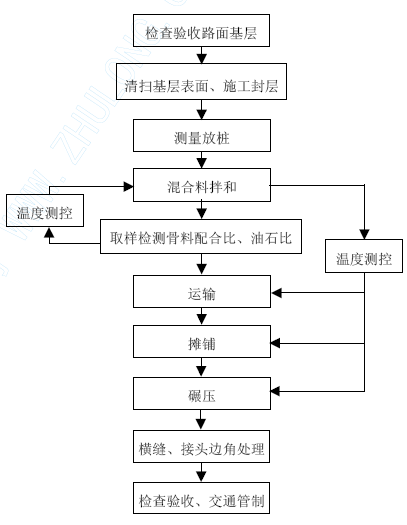 检查验收路面基层
清扫基层表面、施工封层
测量放桩
混合料拌和
温度测控
取样检测骨料配合比、油石比
温度测控
运输
摊铺
碾压
横缝、接头边角处理
检查验收、交通管制